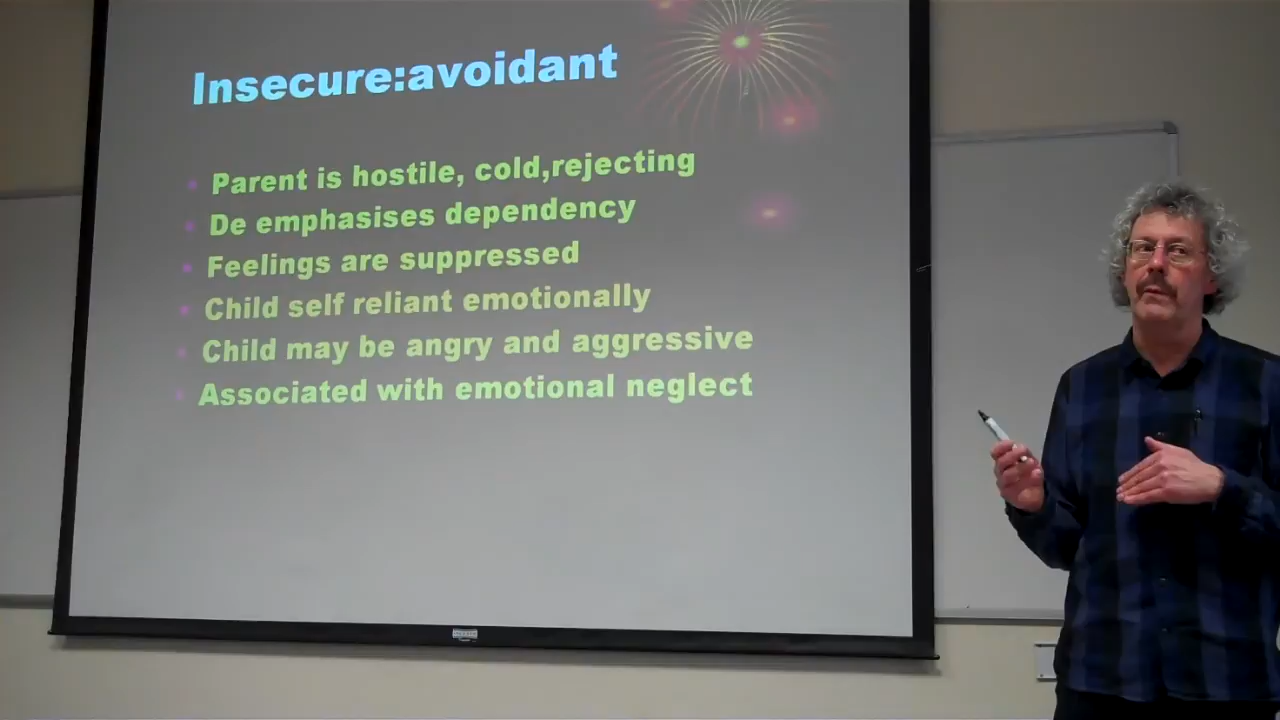 Insecure:avoidant
Parent is hostile, cold,rejecting
De emphasises dependency
Feelings are suppressed
Child self reliant emotionally
Child may be angry and aggressive
Associated with emotional neglect